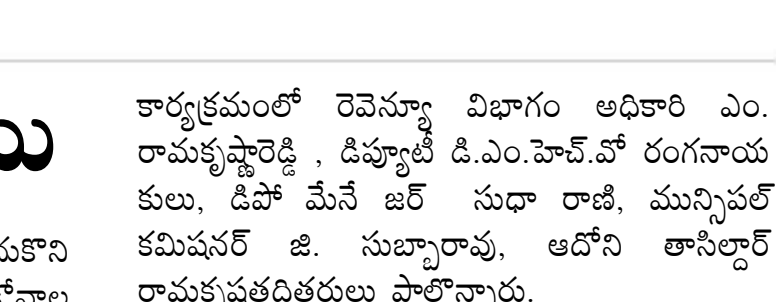 కార్యక్రమంలో రెవెన్యూ విభాగం అధికారి ఎం.
రామకృష్ణారెడ్డి , డిప్యూటీ డి.ఎం.హెచ్.వో రంగనాయ
కులు, డిపో మేనే జర్ సుధా రాణి, మున్సిపల్
కమిషనర్ జి. సుబ్బారావు, ఆదోని తాసిల్దార్
రామకృష్ణతదితరులు పాల్గొన్నారు.